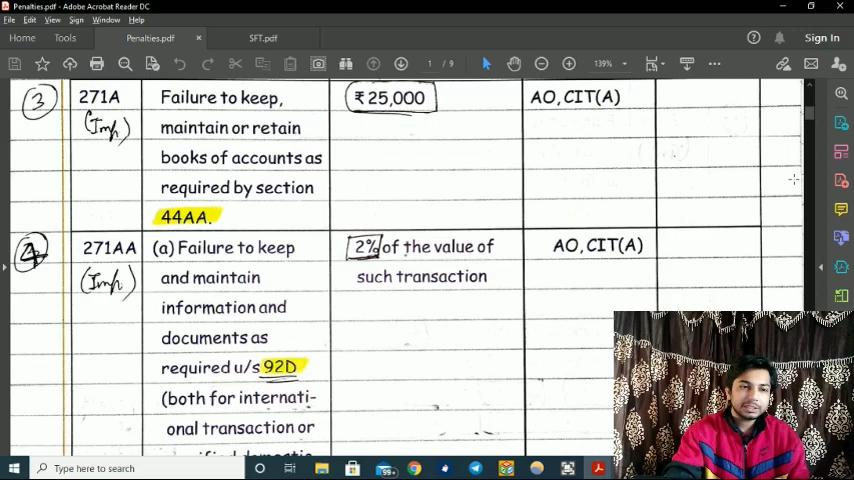 Penalties.pdf - Adobe Acrobat Reader DC
File Edit View Sign Window Help
Home Tools Penalties.pdf × SFT.pdf Sign In
1 / 9 139%
3 271A Failure to keep, ₹25,000 AO, CIT(A)
(Imp) maintain or retain
books of accounts as
required by section
44AA.
4 271AA (a) Failure to keep 2% of the value of AO, CIT(A)
(Imp) and maintain such transaction
information and
documents as
required u/s 92D
(both for internati-
onal transaction or
Type here to search 99+